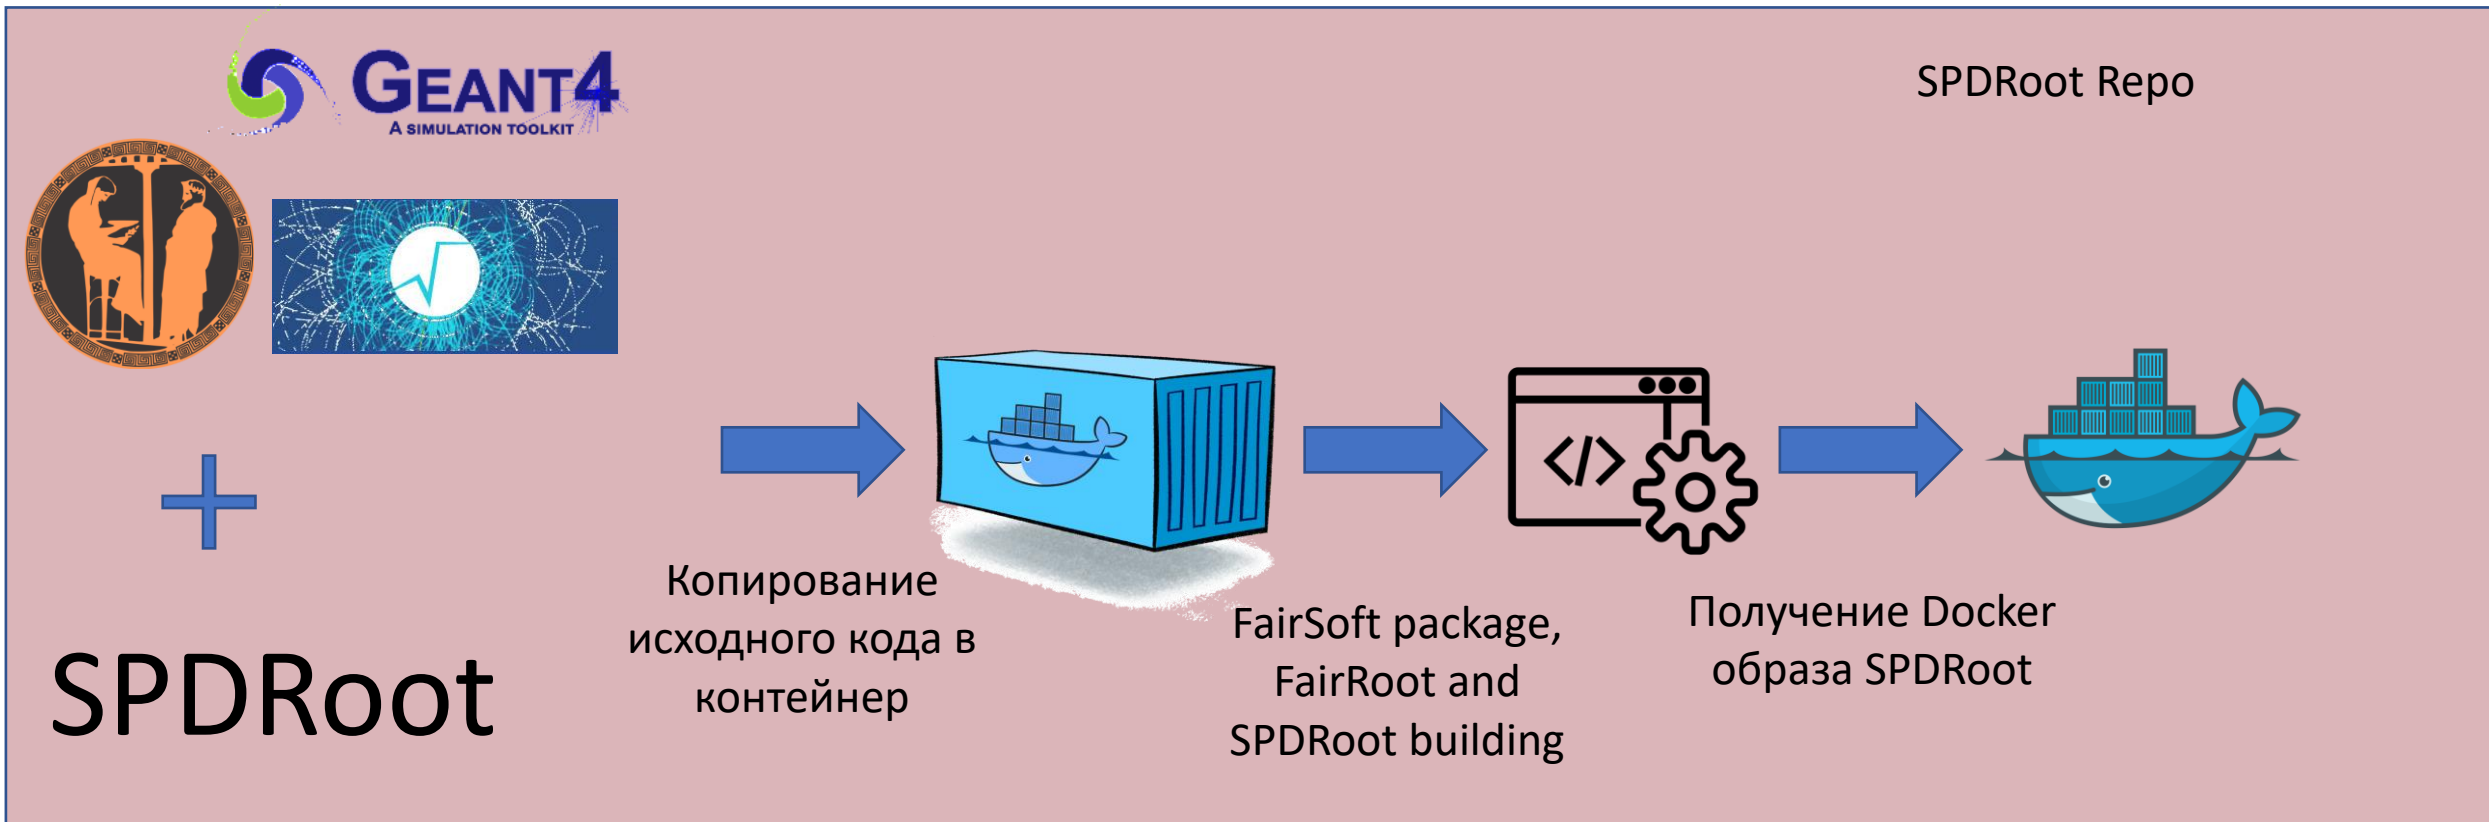 GEANT4
A SIMULATION TOOLKIT
SPDRoot Repo
SPDRoot
Копирование
исходного кода в
контейнер
FairSoft package,
FairRoot and
SPDRoot building
Получение Docker
образа SPDRoot